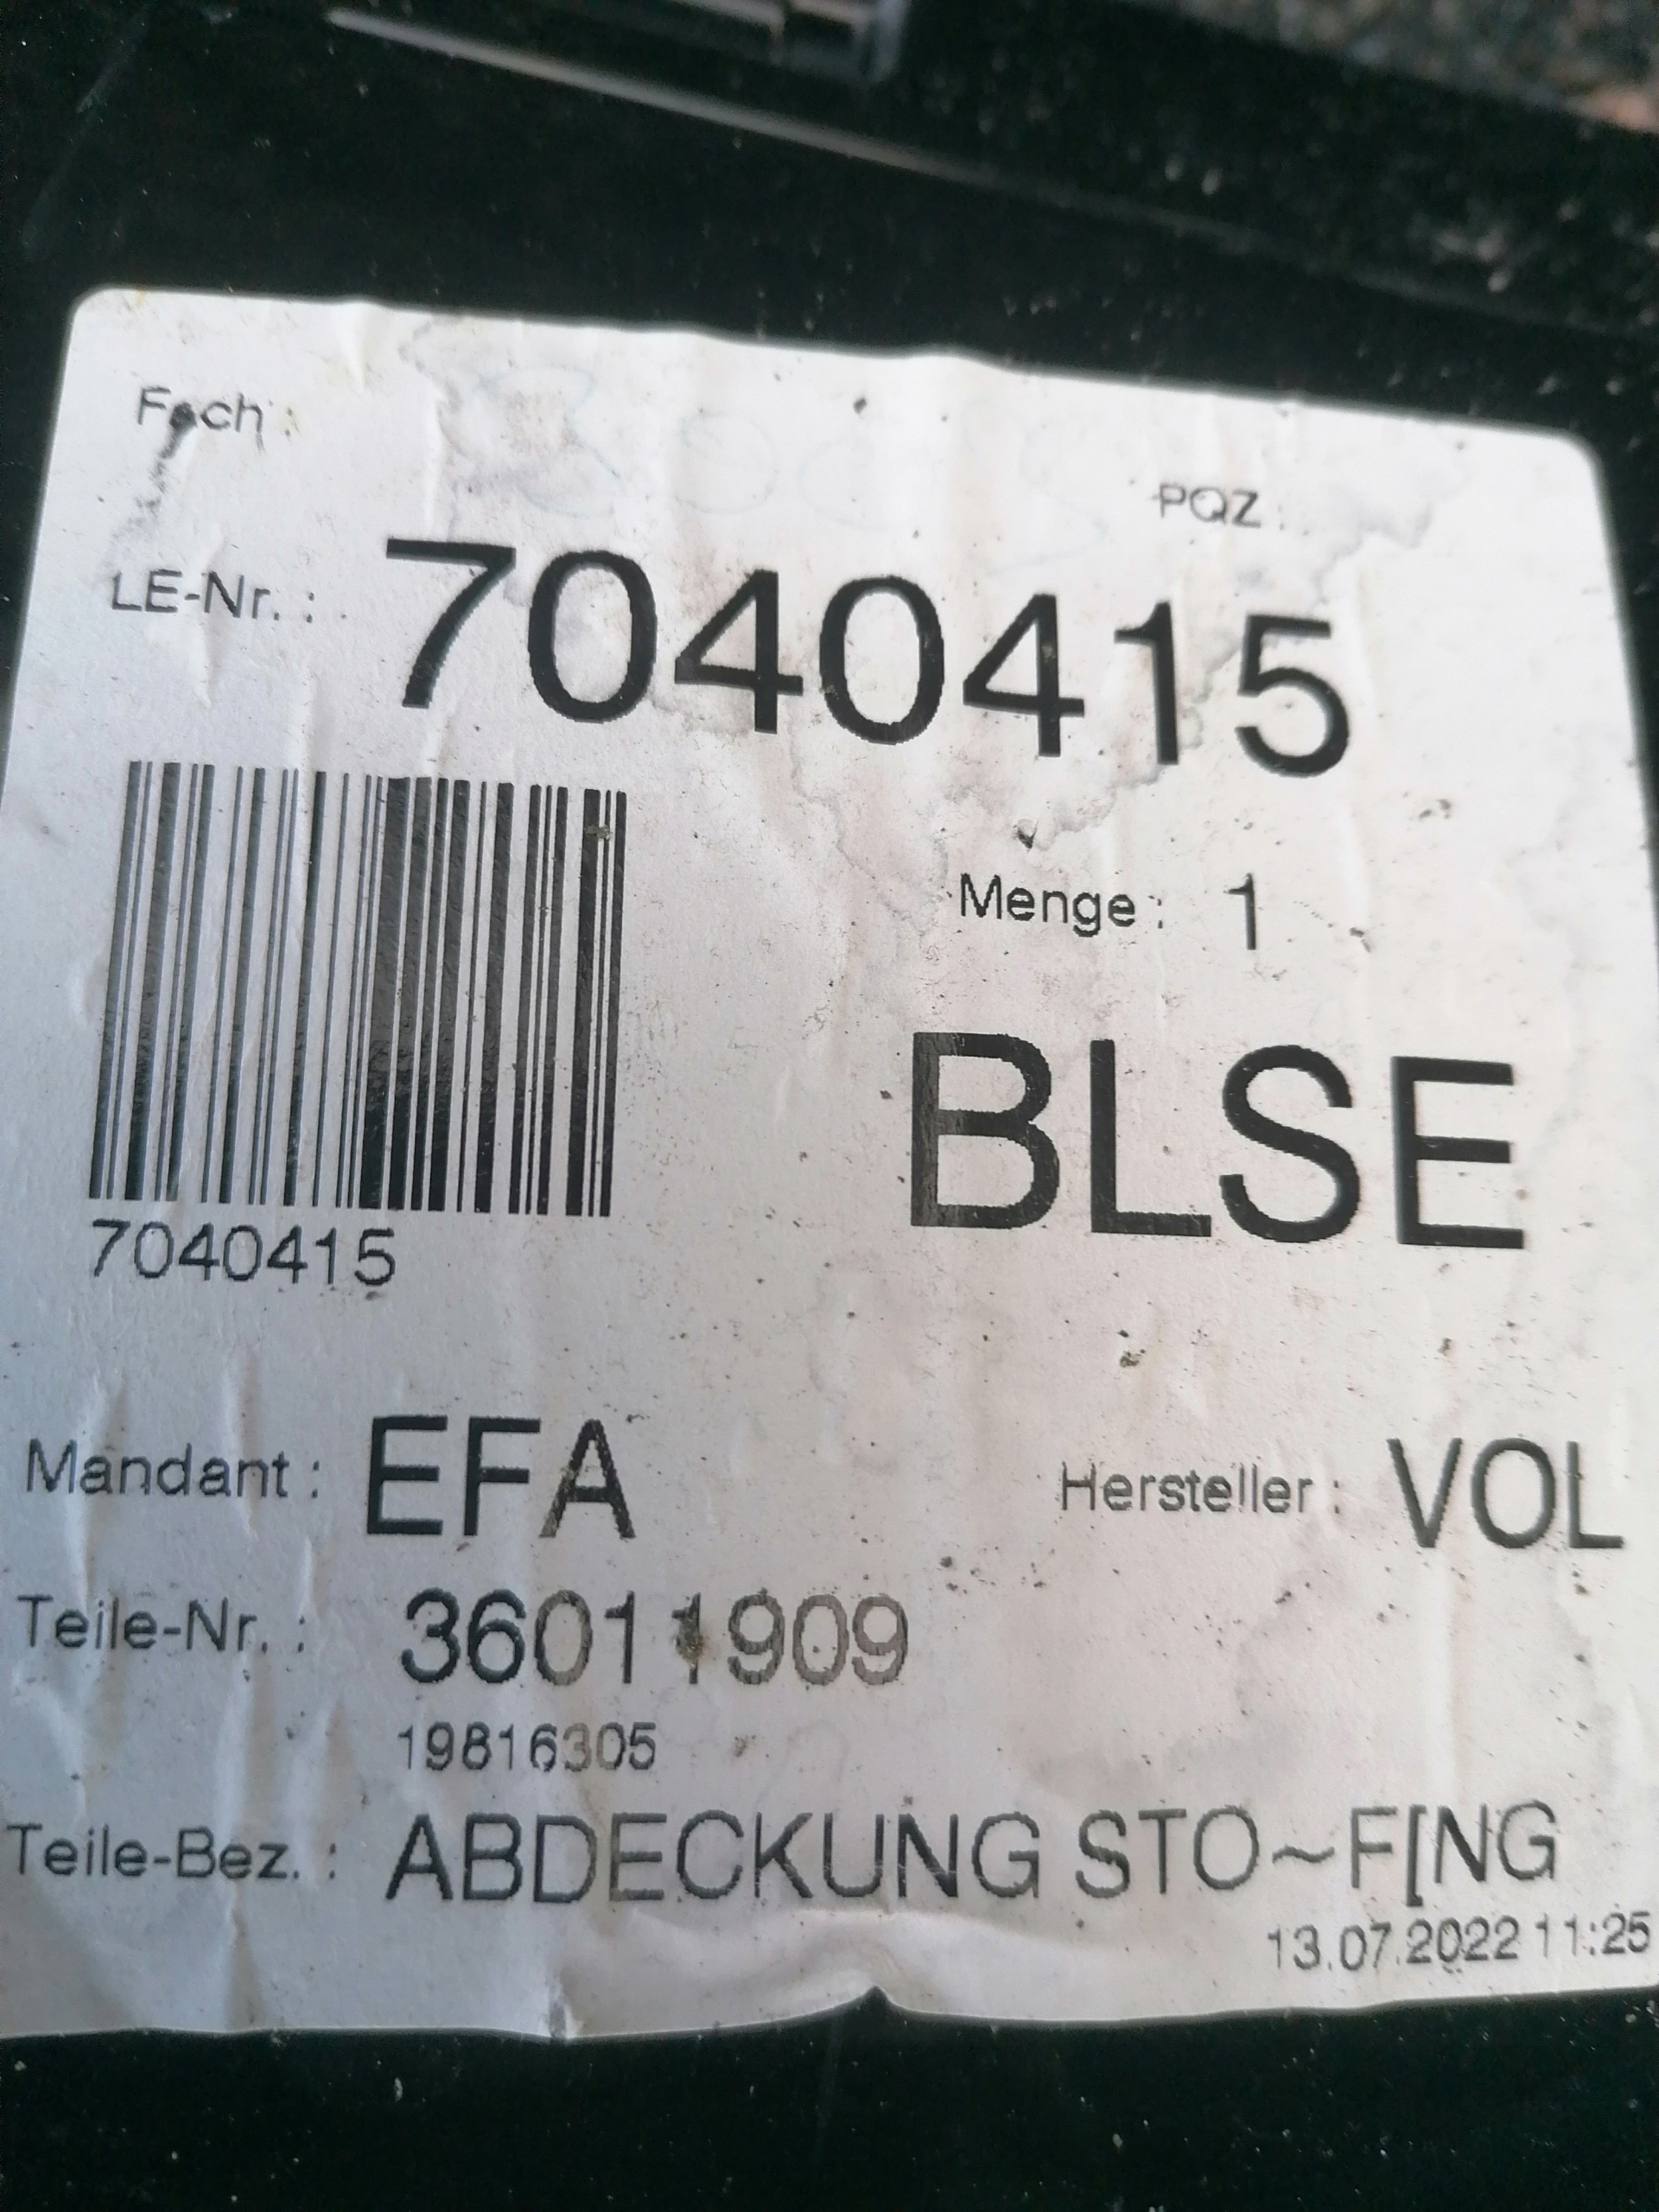 Fach :
PQZ :
LE-Nr. : 7040415
Menge : 1
7040415
BLSE
Mandant : EFA Hersteller : VOL
Teile-Nr. : 36011909
19816305
Teile-Bez. : ABDECKUNG STO~F[NG
13.07.2022 11:25